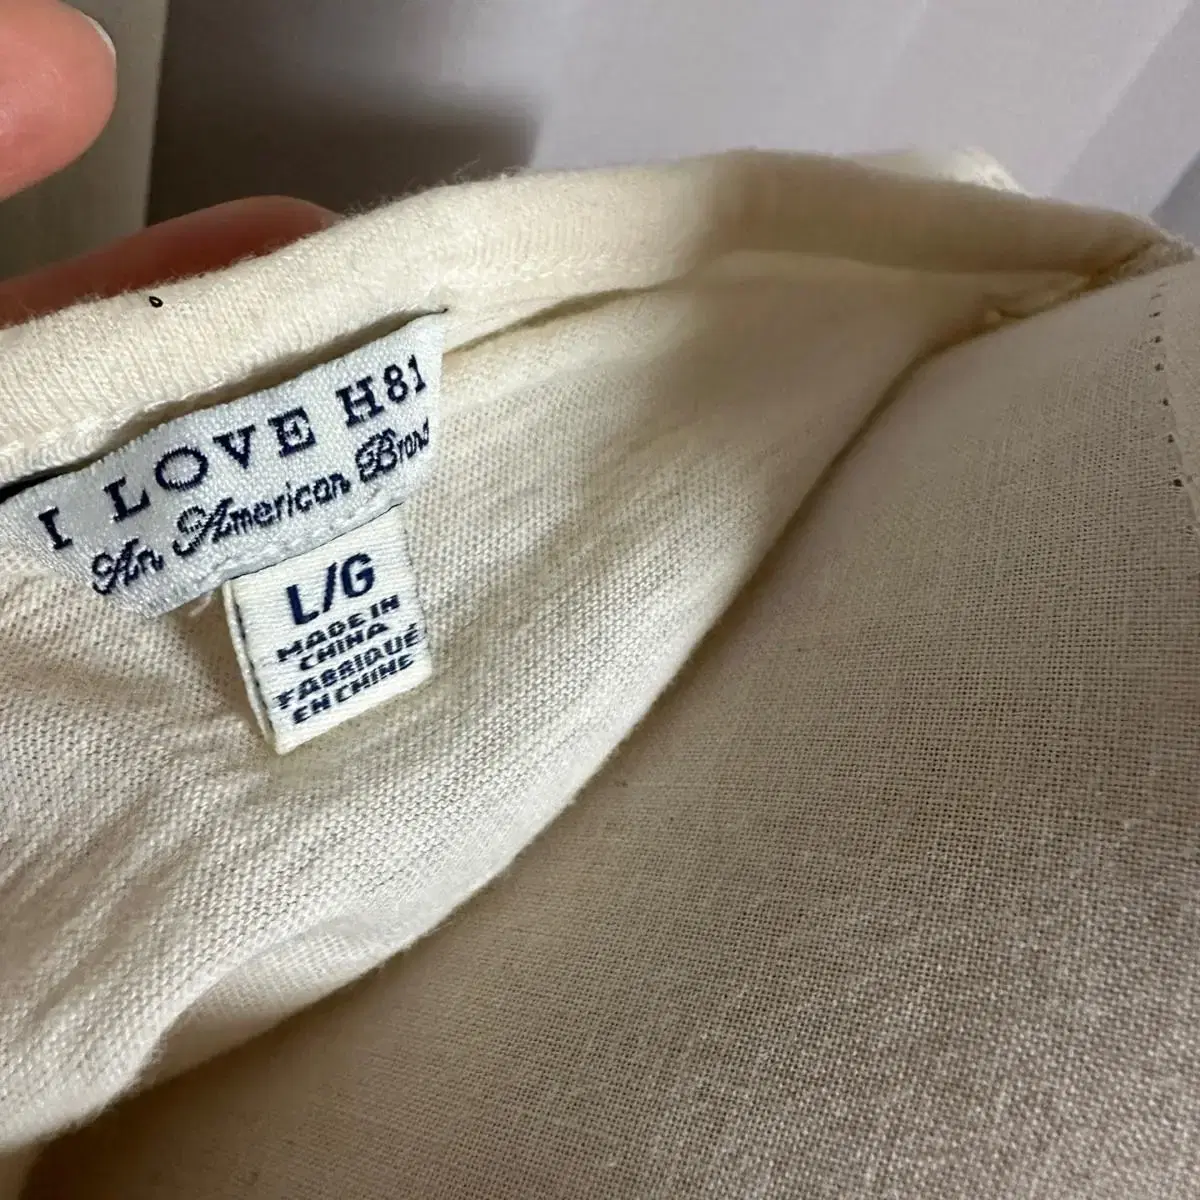 I LOVE H81
An American Brand
L/G
MADE IN
CHINA
FABRIQUÉ
EN CHINE